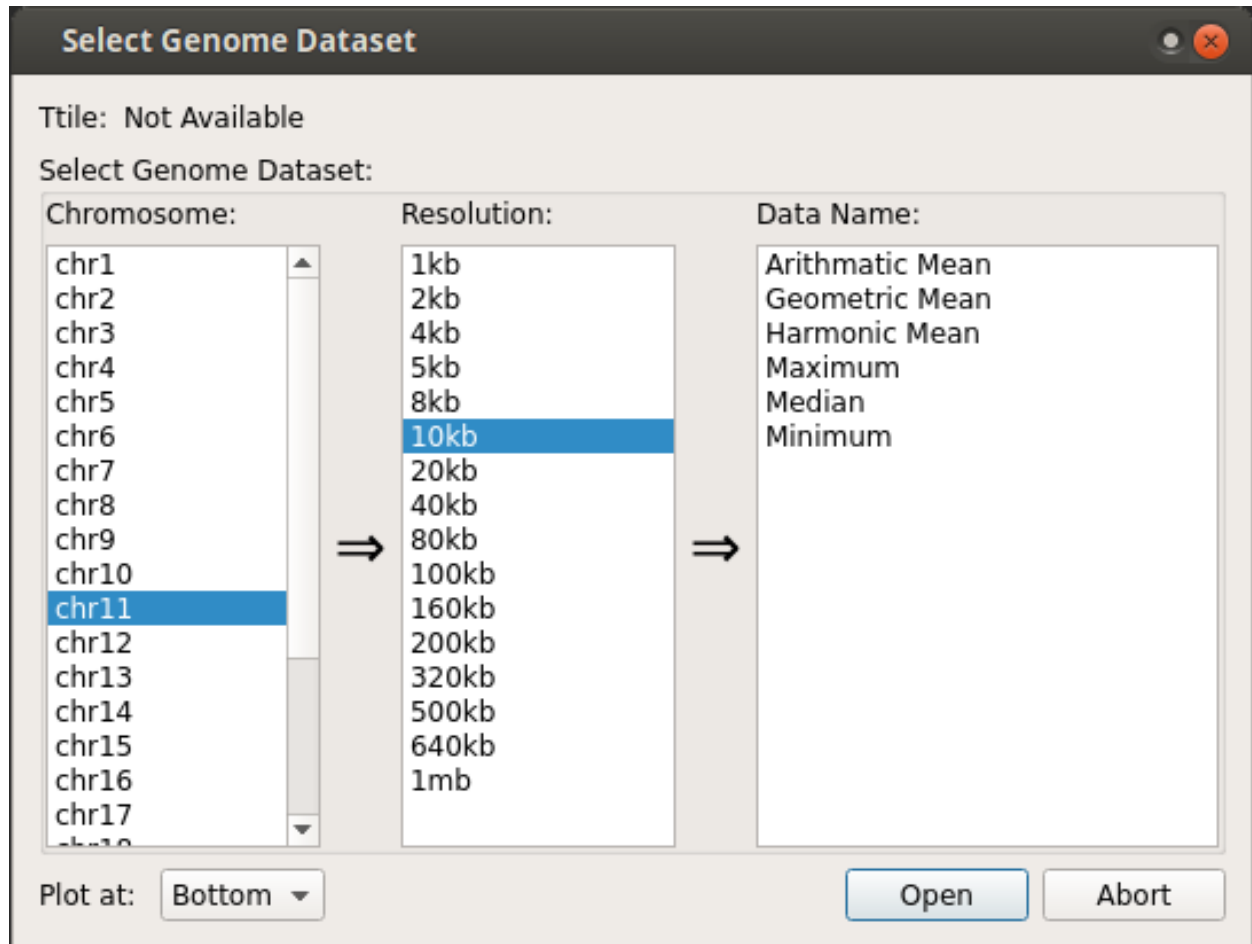 Select Genome Dataset
Ttile: Not Available
Select Genome Dataset:
Chromosome:
chr1
chr2
chr3
chr4
chr5
chr6
chr7
chr8
chr9
chr10
chr11
chr12
chr13
chr14
chr15
chr16
chr17
⇒
Resolution:
1kb
2kb
4kb
5kb
8kb
10kb
20kb
40kb
80kb
100kb
160kb
200kb
320kb
500kb
640kb
1mb
⇒
Data Name:
Arithmatic Mean
Geometric Mean
Harmonic Mean
Maximum
Median
Minimum
Plot at: Bottom
Open
Abort